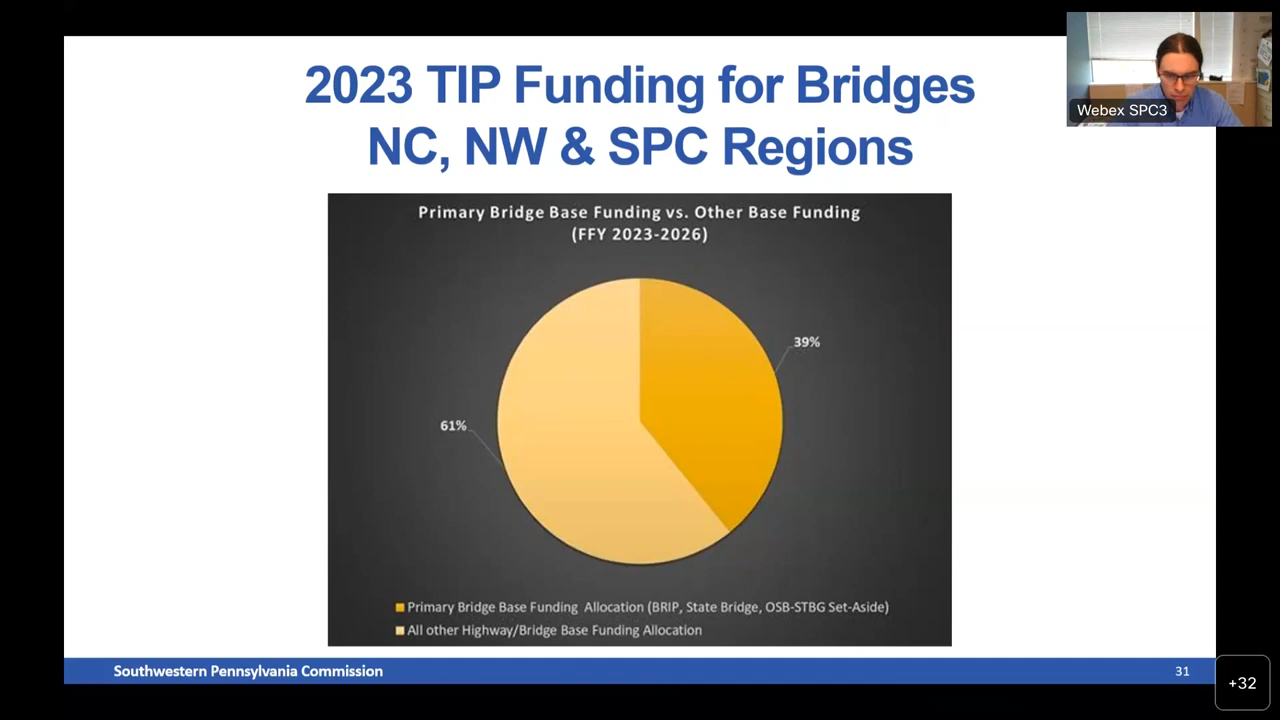 2023 TIP Funding for Bridges
NC, NW & SPC Regions
Webex SPC3
Primary Bridge Base Funding vs. Other Base Funding
(FFY 2023-2026)
39%
61%
Primary Bridge Base Funding Allocation (BRIP, State Bridge, OSB-STBG Set-Aside)
All other Highway/Bridge Base Funding Allocation
Southwestern Pennsylvania Commission
31
+32